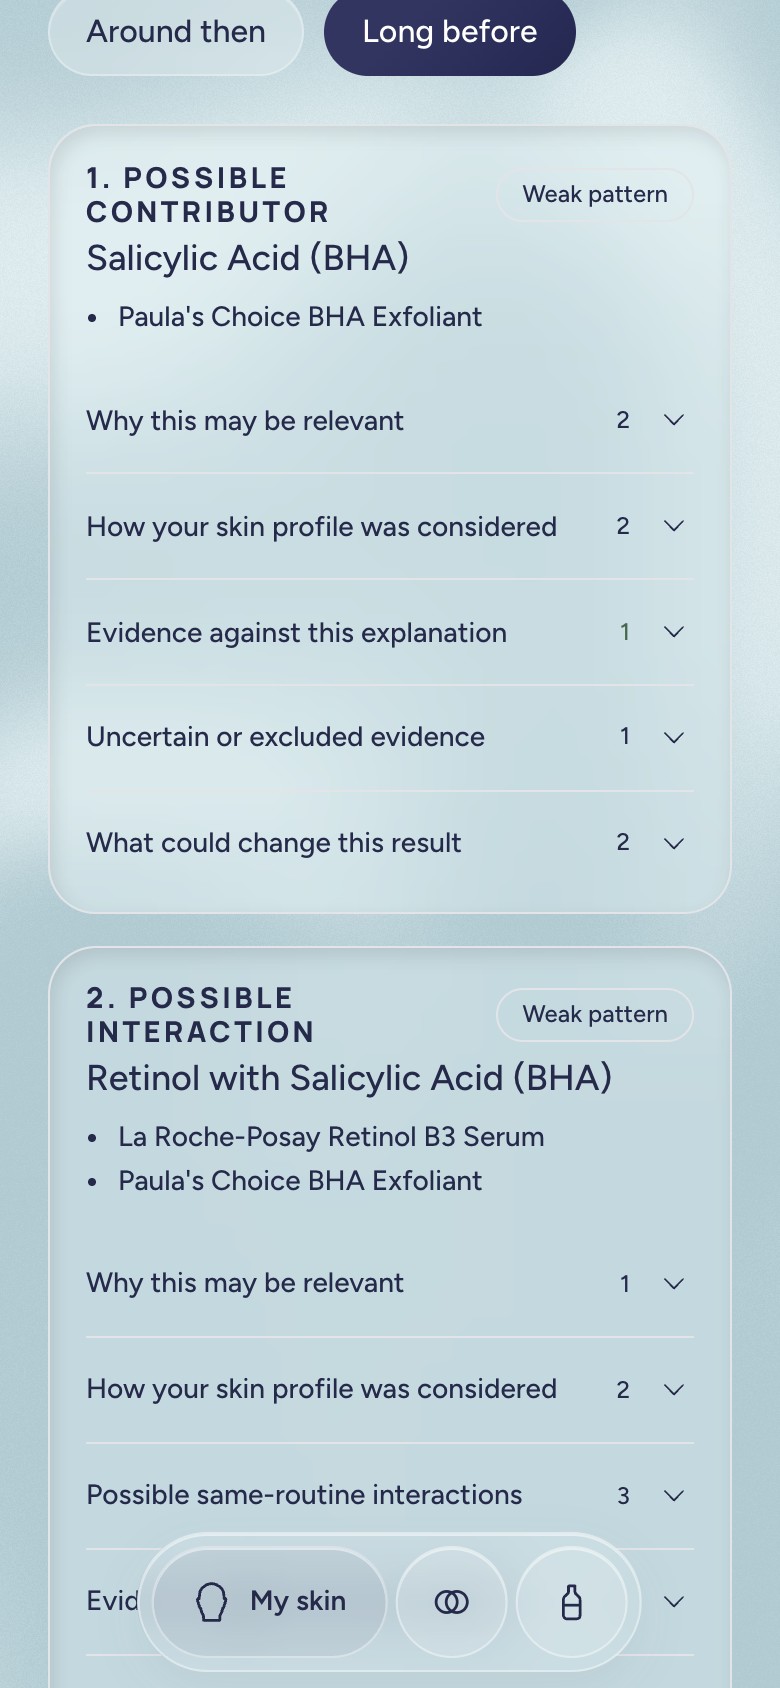 Around then
Long before
1. POSSIBLE
CONTRIBUTOR
Weak pattern
Salicylic Acid (BHA)
• Paula's Choice BHA Exfoliant
Why this may be relevant 2
How your skin profile was considered 2
Evidence against this explanation 1
Uncertain or excluded evidence 1
What could change this result 2
2. POSSIBLE
INTERACTION
Weak pattern
Retinol with Salicylic Acid (BHA)
• La Roche-Posay Retinol B3 Serum
• Paula's Choice BHA Exfoliant
Why this may be relevant 1
How your skin profile was considered 2
Possible same-routine interactions 3
My skin